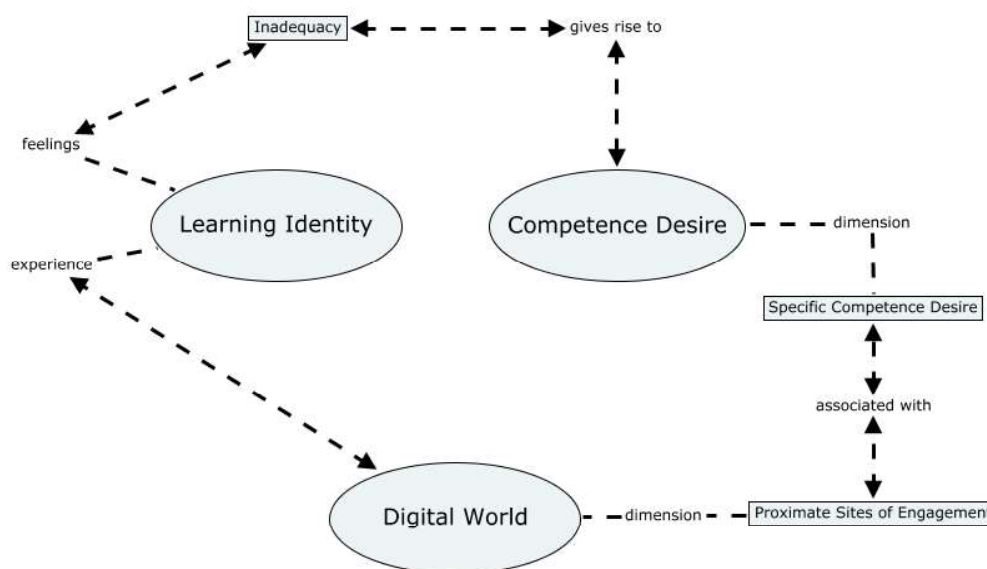 Inadequacy
gives rise to
feelings
Learning Identity
Competence Desire
dimension
experience
Specific Competence Desire
associated with
Digital World
dimension
Proximate Sites of Engagement